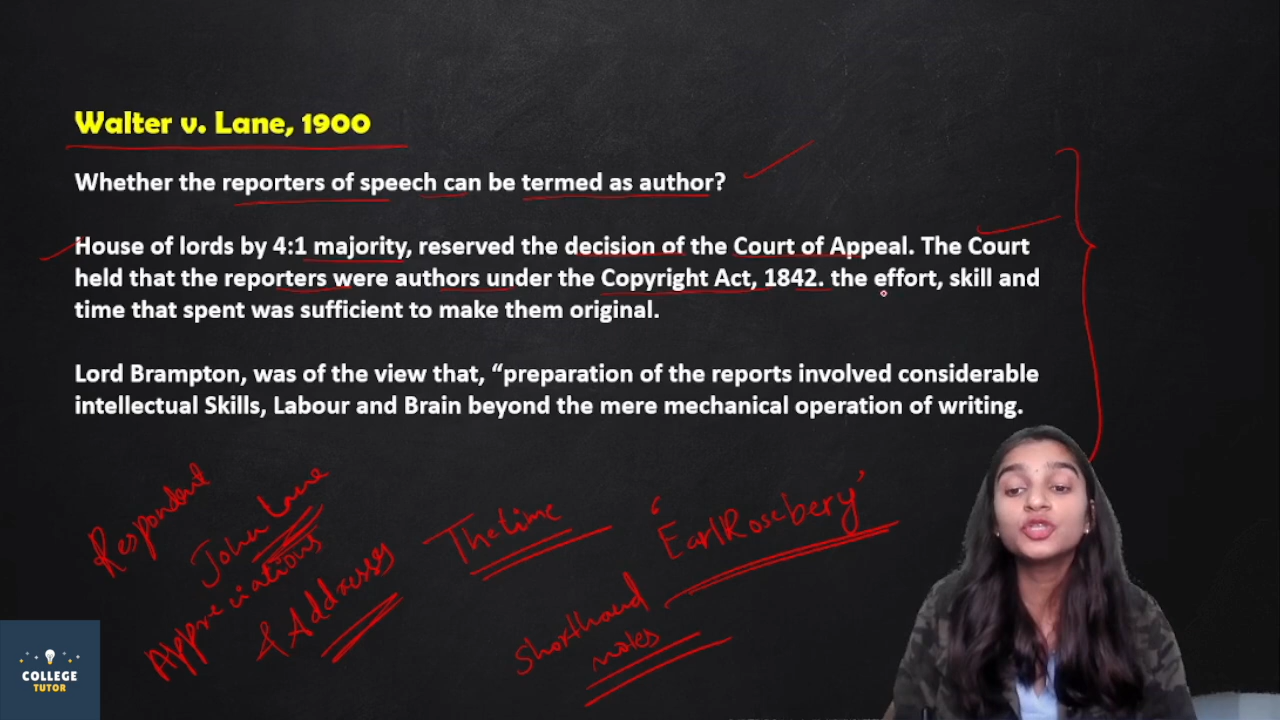 Walter v. Lane, 1900
Whether the reporters of speech can be termed as author?
House of lords by 4:1 majority, reserved the decision of the Court of Appeal. The Court
held that the reporters were authors under the Copyright Act, 1842. the effort, skill and
time that spent was sufficient to make them original.
Lord Brampton, was of the view that, “preparation of the reports involved considerable
intellectual Skills, Labour and Brain beyond the mere mechanical operation of writing.
Respondent
John Lane
Appreciations
& Addresses
The time
‘Earl Rosebery’
Shorthand
notes
COLLEGE
TUTOR